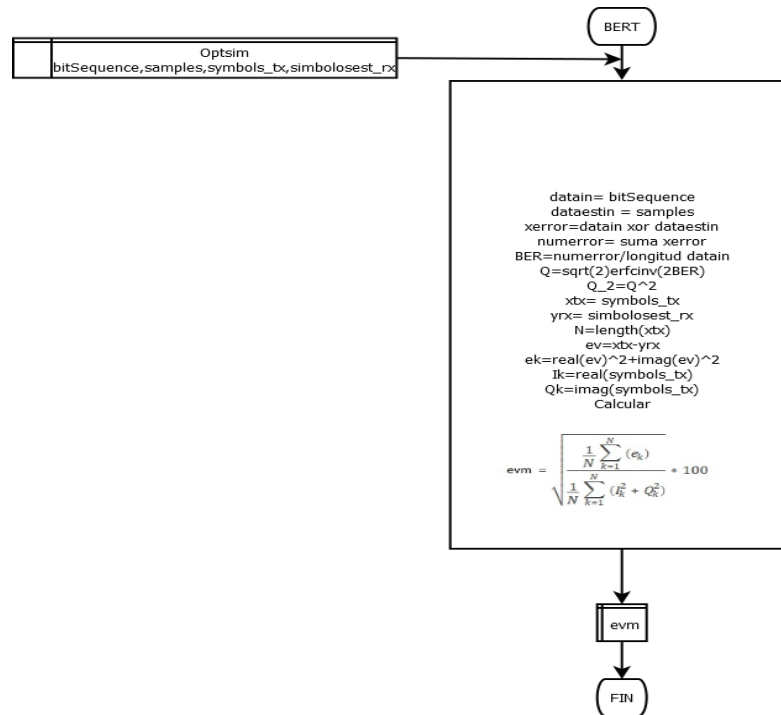 BERT
Optsim
bitSequence,samples,symbols_tx,simbolosest_rx
datain= bitSequence
dataestin = samples
xerror=datain xor dataestin
numerror= suma xerror
BER=numerror/longitud datain
Q=sqrt(2)erfcinv(2BER)
Q_2=Q^2
xtx= symbols_tx
yrx= simbolosest_rx
N=length(xtx)
ev=xtx-yrx
ek=real(ev)^2+imag(ev)^2
Ik=real(symbols_tx)
Qk=imag(symbols_tx)
Calcular
evm = √((1/N ∑_{k=1}^{N} (e_k)) / (1/N ∑_{k=1}^{N} (I_k^2 + Q_k^2))) * 100
evm
FIN